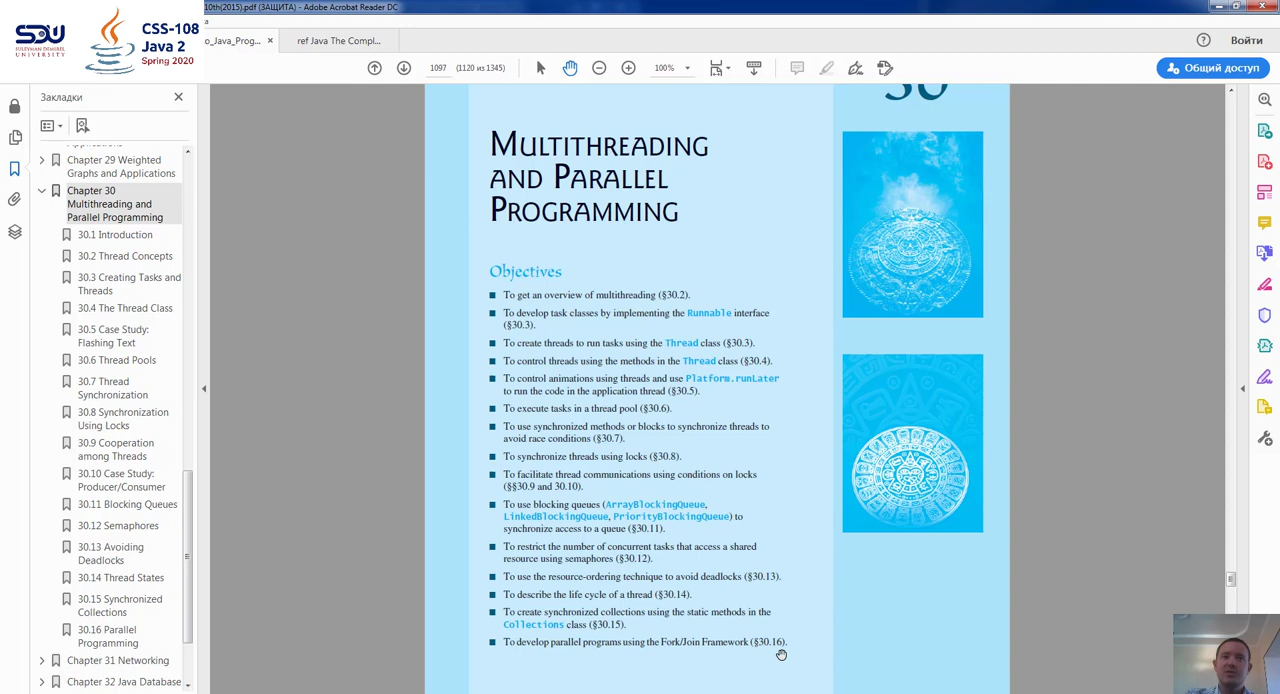 10th(2015).pdf (ЗАЩИТА) - Adobe Acrobat Reader DC
SDU
SULEYMAN DEMIREL
UNIVERSITY
Java
CSS-108
Java 2
Spring 2020
o_Java_Prog...
ref Java The Compl...
Войти
1097 (1120 из 1345)
100%
Общий доступ
Закладки
Chapter 29 Weighted
Graphs and Applications
Chapter 30
Multithreading and
Parallel Programming
30.1 Introduction
30.2 Thread Concepts
30.3 Creating Tasks and
Threads
30.4 The Thread Class
30.5 Case Study:
Flashing Text
30.6 Thread Pools
30.7 Thread
Synchronization
30.8 Synchronization
Using Locks
30.9 Cooperation
among Threads
30.10 Case Study:
Producer/Consumer
30.11 Blocking Queues
30.12 Semaphores
30.13 Avoiding
Deadlocks
30.14 Thread States
30.15 Synchronized
Collections
30.16 Parallel
Programming
Chapter 31 Networking
Chapter 32 Java Database
30
MULTITHREADING
AND PARALLEL
PROGRAMMING
Objectives
■ To get an overview of multithreading (§30.2).
■ To develop task classes by implementing the Runnable interface
(§30.3).
■ To create threads to run tasks using the Thread class (§30.3).
■ To control threads using the methods in the Thread class (§30.4).
■ To control animations using threads and use Platform.runLater
to run the code in the application thread (§30.5).
■ To execute tasks in a thread pool (§30.6).
■ To use synchronized methods or blocks to synchronize threads to
avoid race conditions (§30.7).
■ To synchronize threads using locks (§30.8).
■ To facilitate thread communications using conditions on locks
(§§30.9 and 30.10).
■ To use blocking queues (ArrayBlockingQueue,
LinkedBlockingQueue, PriorityBlockingQueue) to
synchronize access to a queue (§30.11).
■ To restrict the number of concurrent tasks that access a shared
resource using semaphores (§30.12).
■ To use the resource-ordering technique to avoid deadlocks (§30.13).
■ To describe the life cycle of a thread (§30.14).
■ To create synchronized collections using the static methods in the
Collections class (§30.15).
■ To develop parallel programs using the Fork/Join Framework (§30.16).